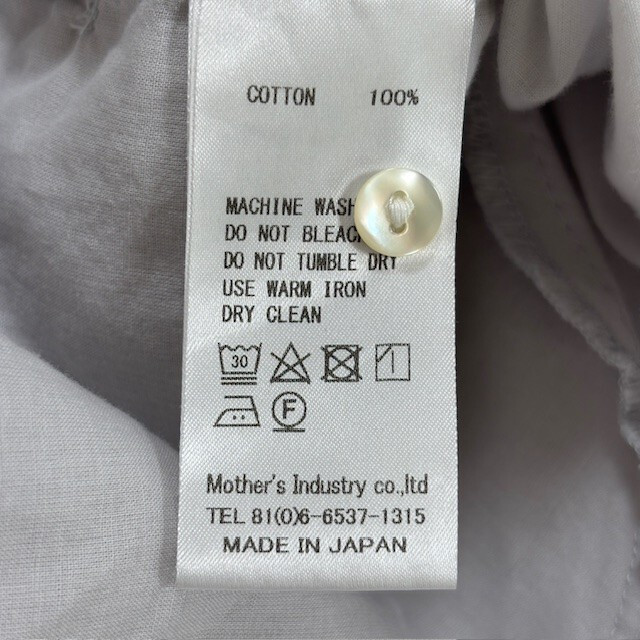 COTTON 100%
MACHINE WASH
DO NOT BLEACH
DO NOT TUMBLE DRY
USE WARM IRON
DRY CLEAN
30
F
Mother's Industry co.,ltd
TEL 81(0)6-6537-1315
MADE IN JAPAN